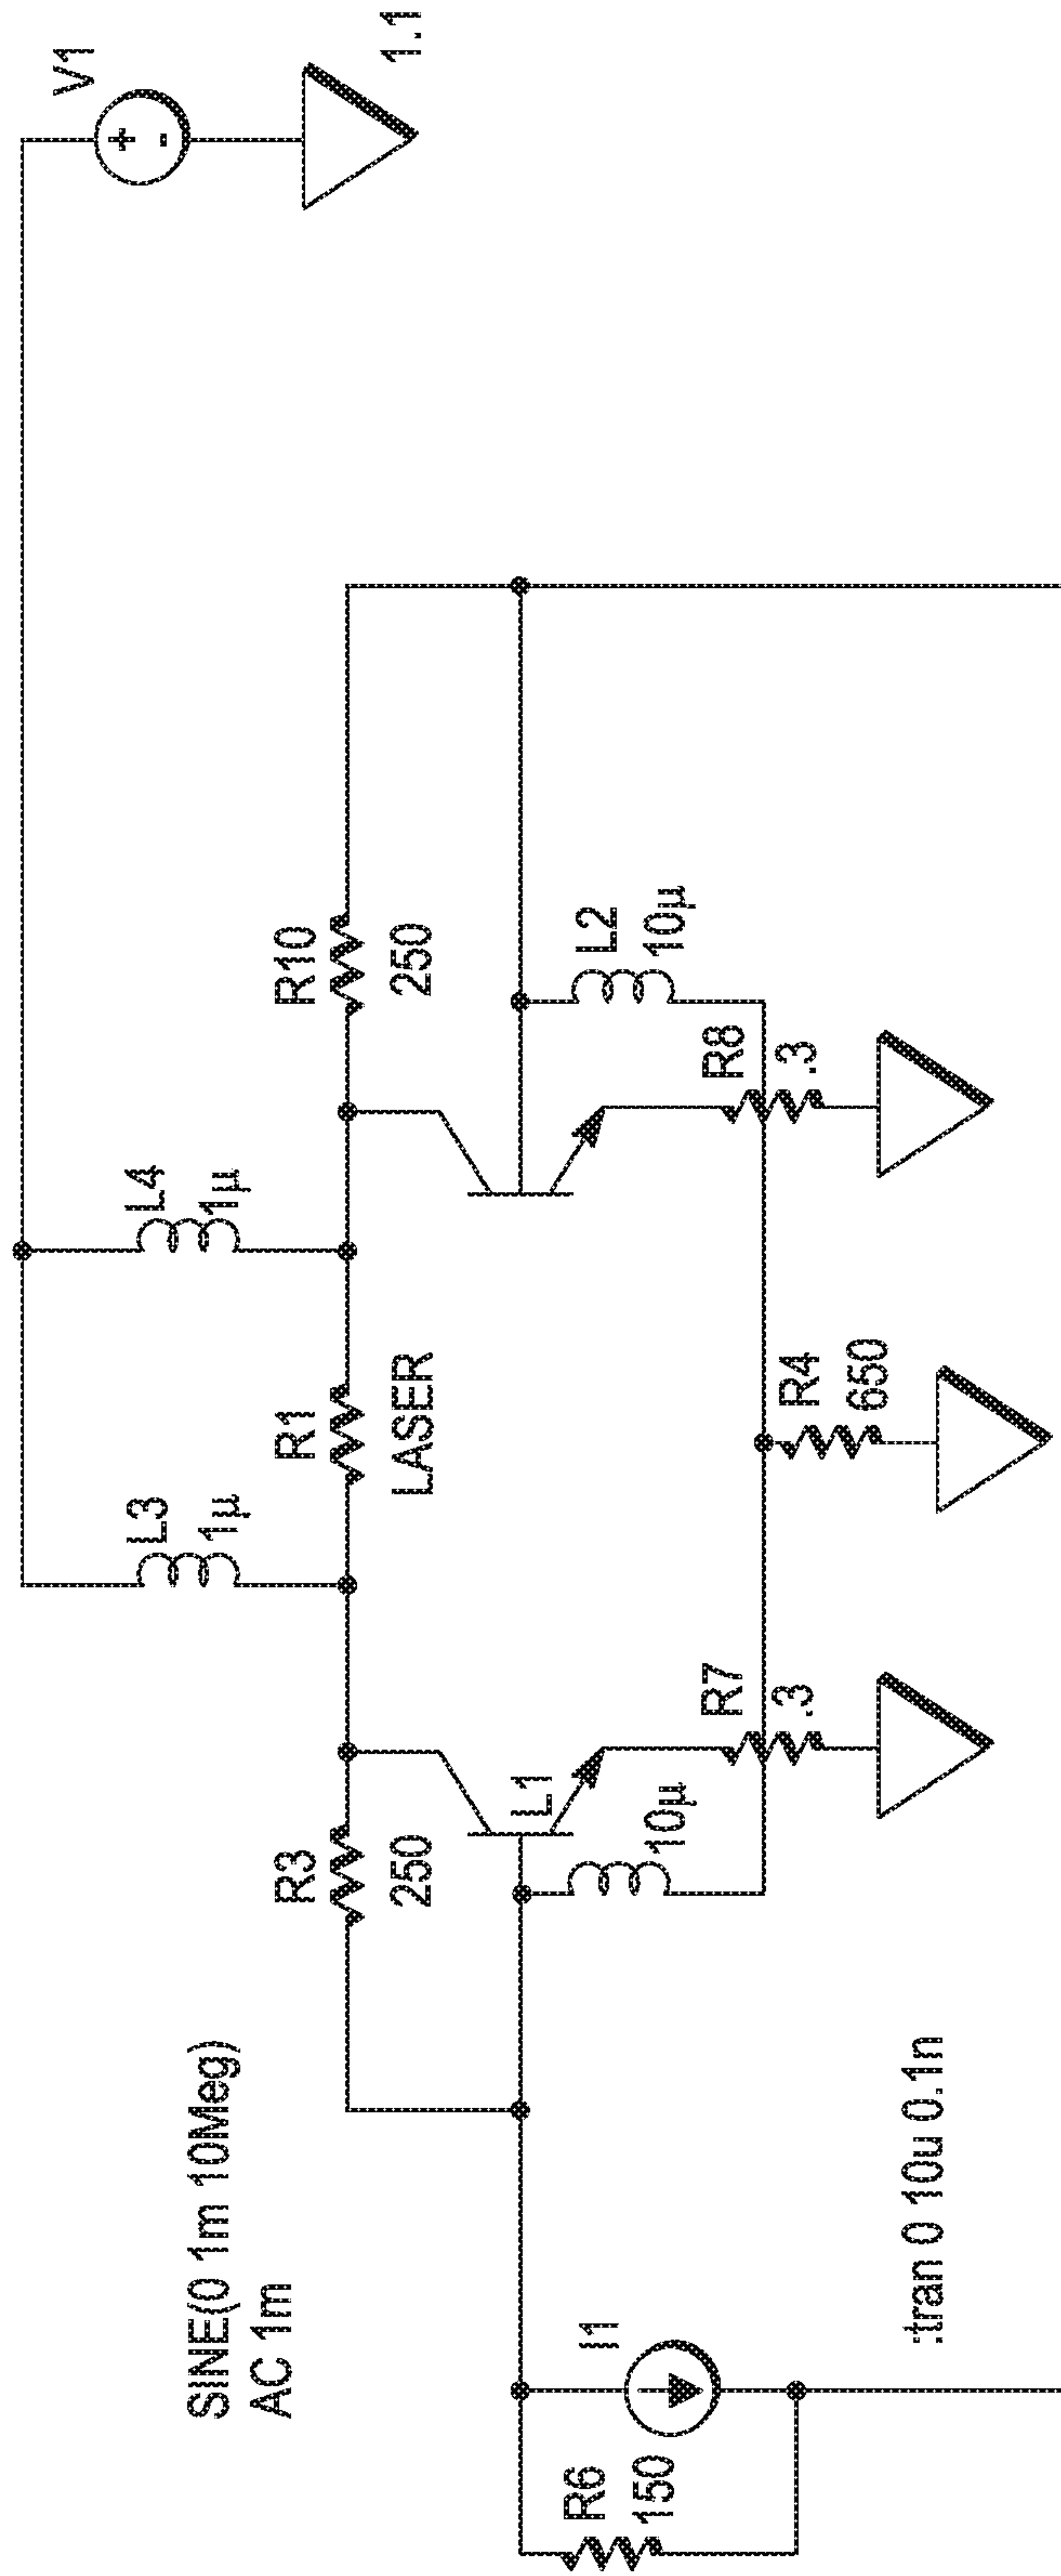 V1
+
-
1.1
L3
1µ
L4
1µ
SINE(0 1m 10Meg)
AC 1m
R3
250
R1
LASER
R10
250
I1
R6
150
L1
10µ
L2
10µ
R7
.3
R8
.3
R4
650
:tran 0 10u 0.1n